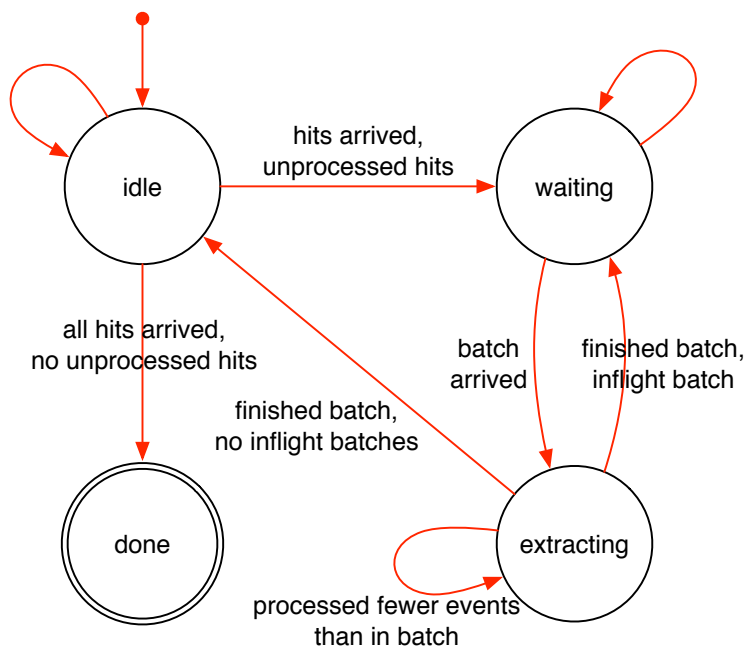 hits arrived,
unprocessed hits
idle
waiting
all hits arrived,
no unprocessed hits
batch
arrived
finished batch,
inflight batch
finished batch,
no inflight batches
done
extracting
processed fewer events
than in batch